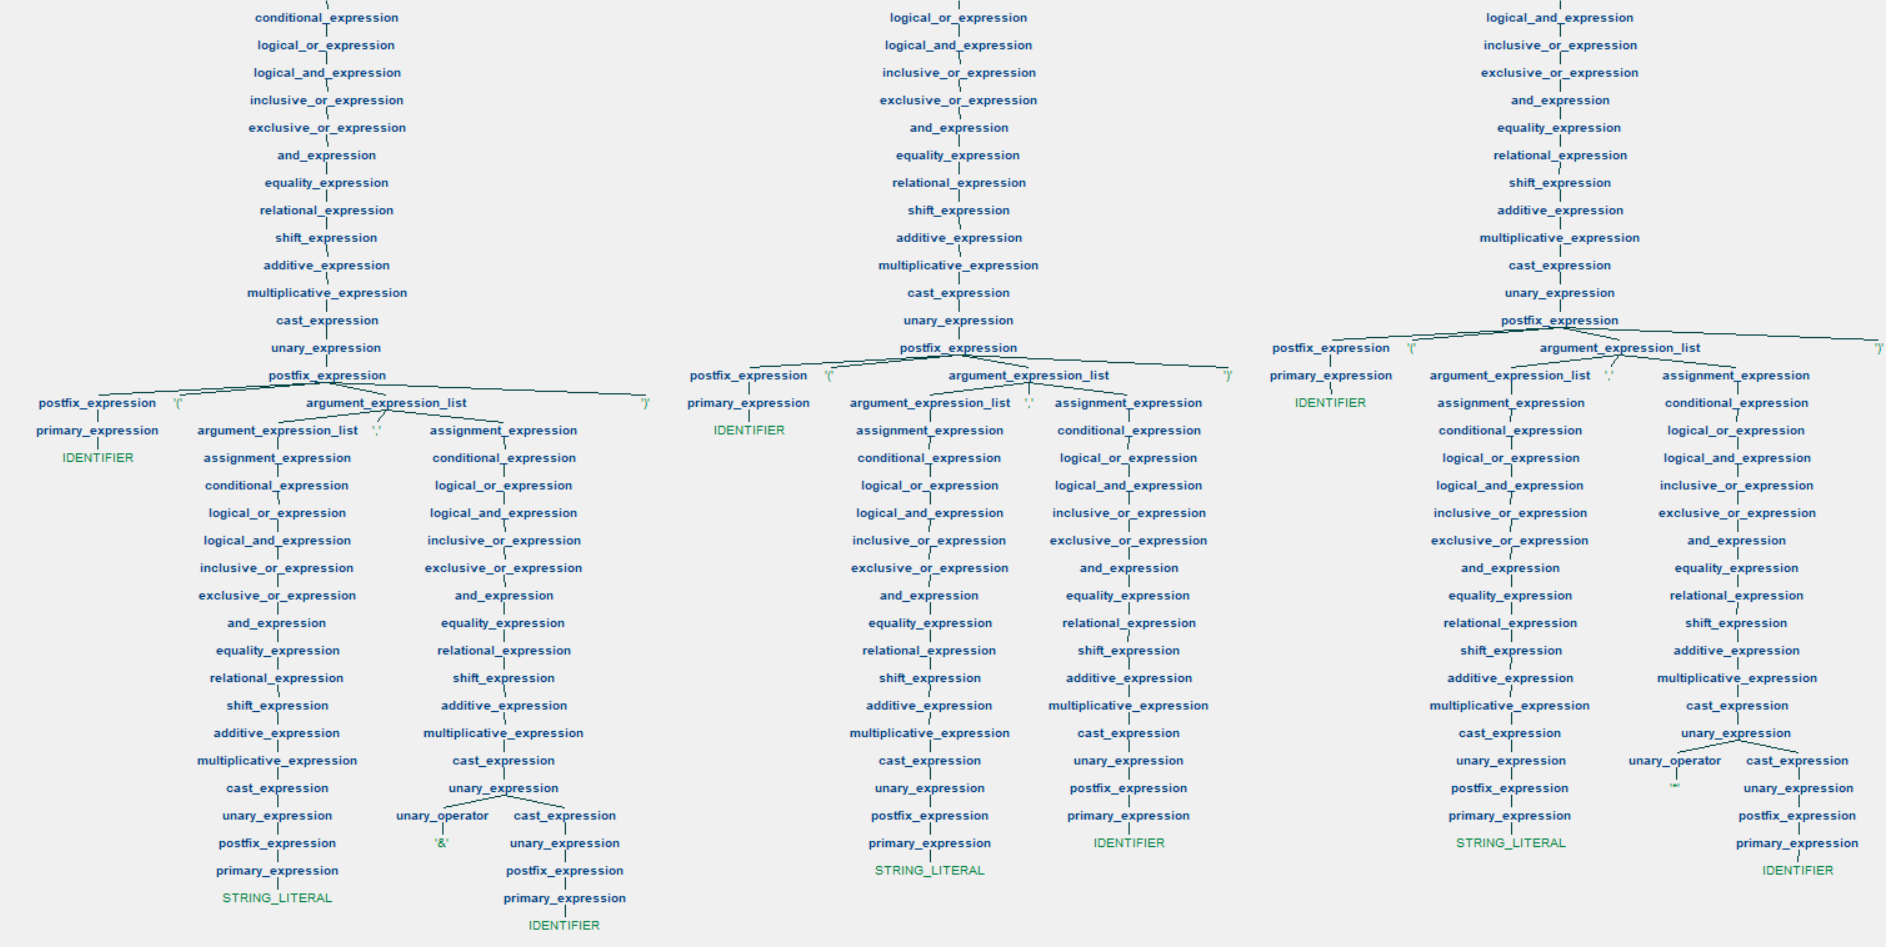 conditional_expression logical_or_expression logical_and_expression
logical_or_expression logical_and_expression inclusive_or_expression
logical_and_expression inclusive_or_expression exclusive_or_expression
inclusive_or_expression exclusive_or_expression and_expression
exclusive_or_expression and_expression equality_expression
and_expression equality_expression relational_expression
equality_expression relational_expression shift_expression
relational_expression shift_expression additive_expression
shift_expression additive_expression multiplicative_expression
additive_expression multiplicative_expression cast_expression
multiplicative_expression cast_expression unary_expression
cast_expression unary_expression postfix_expression
unary_expression postfix_expression postfix_expression '(' argument_expression_list ')'
postfix_expression postfix_expression '(' argument_expression_list ')' primary_expression argument_expression_list ',' assignment_expression
postfix_expression '(' argument_expression_list ')' primary_expression argument_expression_list ',' assignment_expression IDENTIFIER assignment_expression conditional_expression
primary_expression argument_expression_list ',' assignment_expression IDENTIFIER assignment_expression conditional_expression conditional_expression logical_or_expression
IDENTIFIER assignment_expression conditional_expression conditional_expression logical_or_expression logical_or_expression logical_and_expression
conditional_expression logical_or_expression logical_or_expression logical_and_expression logical_and_expression inclusive_or_expression
logical_or_expression logical_and_expression logical_and_expression inclusive_or_expression inclusive_or_expression exclusive_or_expression
logical_and_expression inclusive_or_expression inclusive_or_expression exclusive_or_expression exclusive_or_expression and_expression
inclusive_or_expression exclusive_or_expression exclusive_or_expression and_expression and_expression equality_expression
exclusive_or_expression and_expression and_expression equality_expression equality_expression relational_expression
and_expression equality_expression equality_expression relational_expression relational_expression shift_expression
equality_expression relational_expression relational_expression shift_expression shift_expression additive_expression
relational_expression shift_expression shift_expression additive_expression additive_expression multiplicative_expression
shift_expression additive_expression additive_expression multiplicative_expression multiplicative_expression cast_expression
additive_expression multiplicative_expression multiplicative_expression cast_expression cast_expression unary_expression
multiplicative_expression cast_expression cast_expression unary_expression unary_expression unary_operator cast_expression
cast_expression unary_expression unary_expression postfix_expression postfix_expression '*' unary_expression
unary_expression unary_operator cast_expression postfix_expression primary_expression primary_expression postfix_expression
postfix_expression '&' unary_expression primary_expression IDENTIFIER STRING_LITERAL primary_expression
primary_expression postfix_expression STRING_LITERAL IDENTIFIER
STRING_LITERAL primary_expression
IDENTIFIER